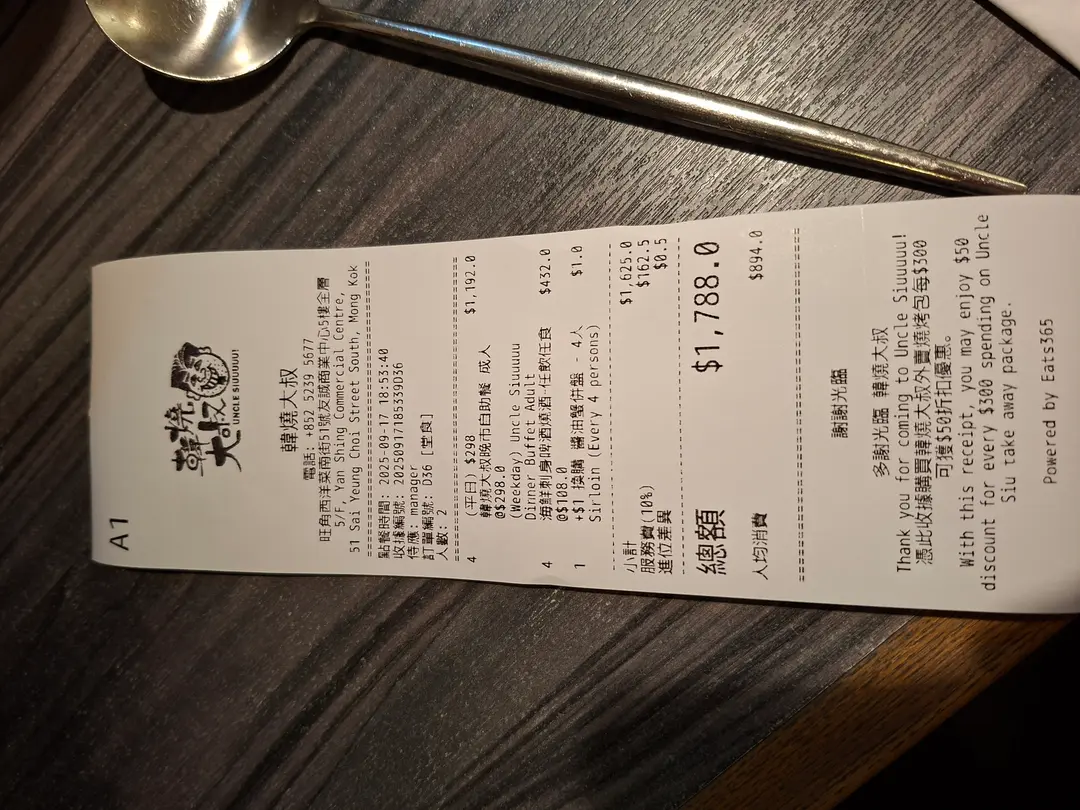 A1
韓燒
大叔
UNCLE SIUUUUU!
韓燒大叔
電話: +852 5239 5677
旺角西洋菜南街51號友誠商業中心5樓全層
5/F, Yan Shing Commercial Centre,
51 Sai Yeung Choi Street South, Mong Kok
點餐時間: 2025-09-17 18:53:40
收據編號: 20250917185339D36
侍應: manager
訂單編號: D36 [堂食]
人數: 2
4 (平日) $298 $1,192.0
韓燒大叔晚市自助餐 成人
@$298.0
(Weekday) Uncle Siuuuuu
Dinner Buffet Adult
4 海鮮刺身啤酒燒酒 任飲任食 $432.0
@$108.0
1 +$1 換購 醬油蟹併盤 - 4人 $1.0
Sirloin (Every 4 persons)
小計 $1,625.0
服務費(10%) $162.5
進位差異 $0.5
總額 $1,788.0
人均消費 $894.0
謝謝光臨
多謝光臨 韓燒大叔
Thank you for coming to Uncle Siuuuuu!
憑此收據購買韓燒大叔外賣燒烤包每$300
可獲$50折扣優惠。
With this receipt, you may enjoy $50
discount for every $300 spending on Uncle
Siu take away package.
Powered by Eats365